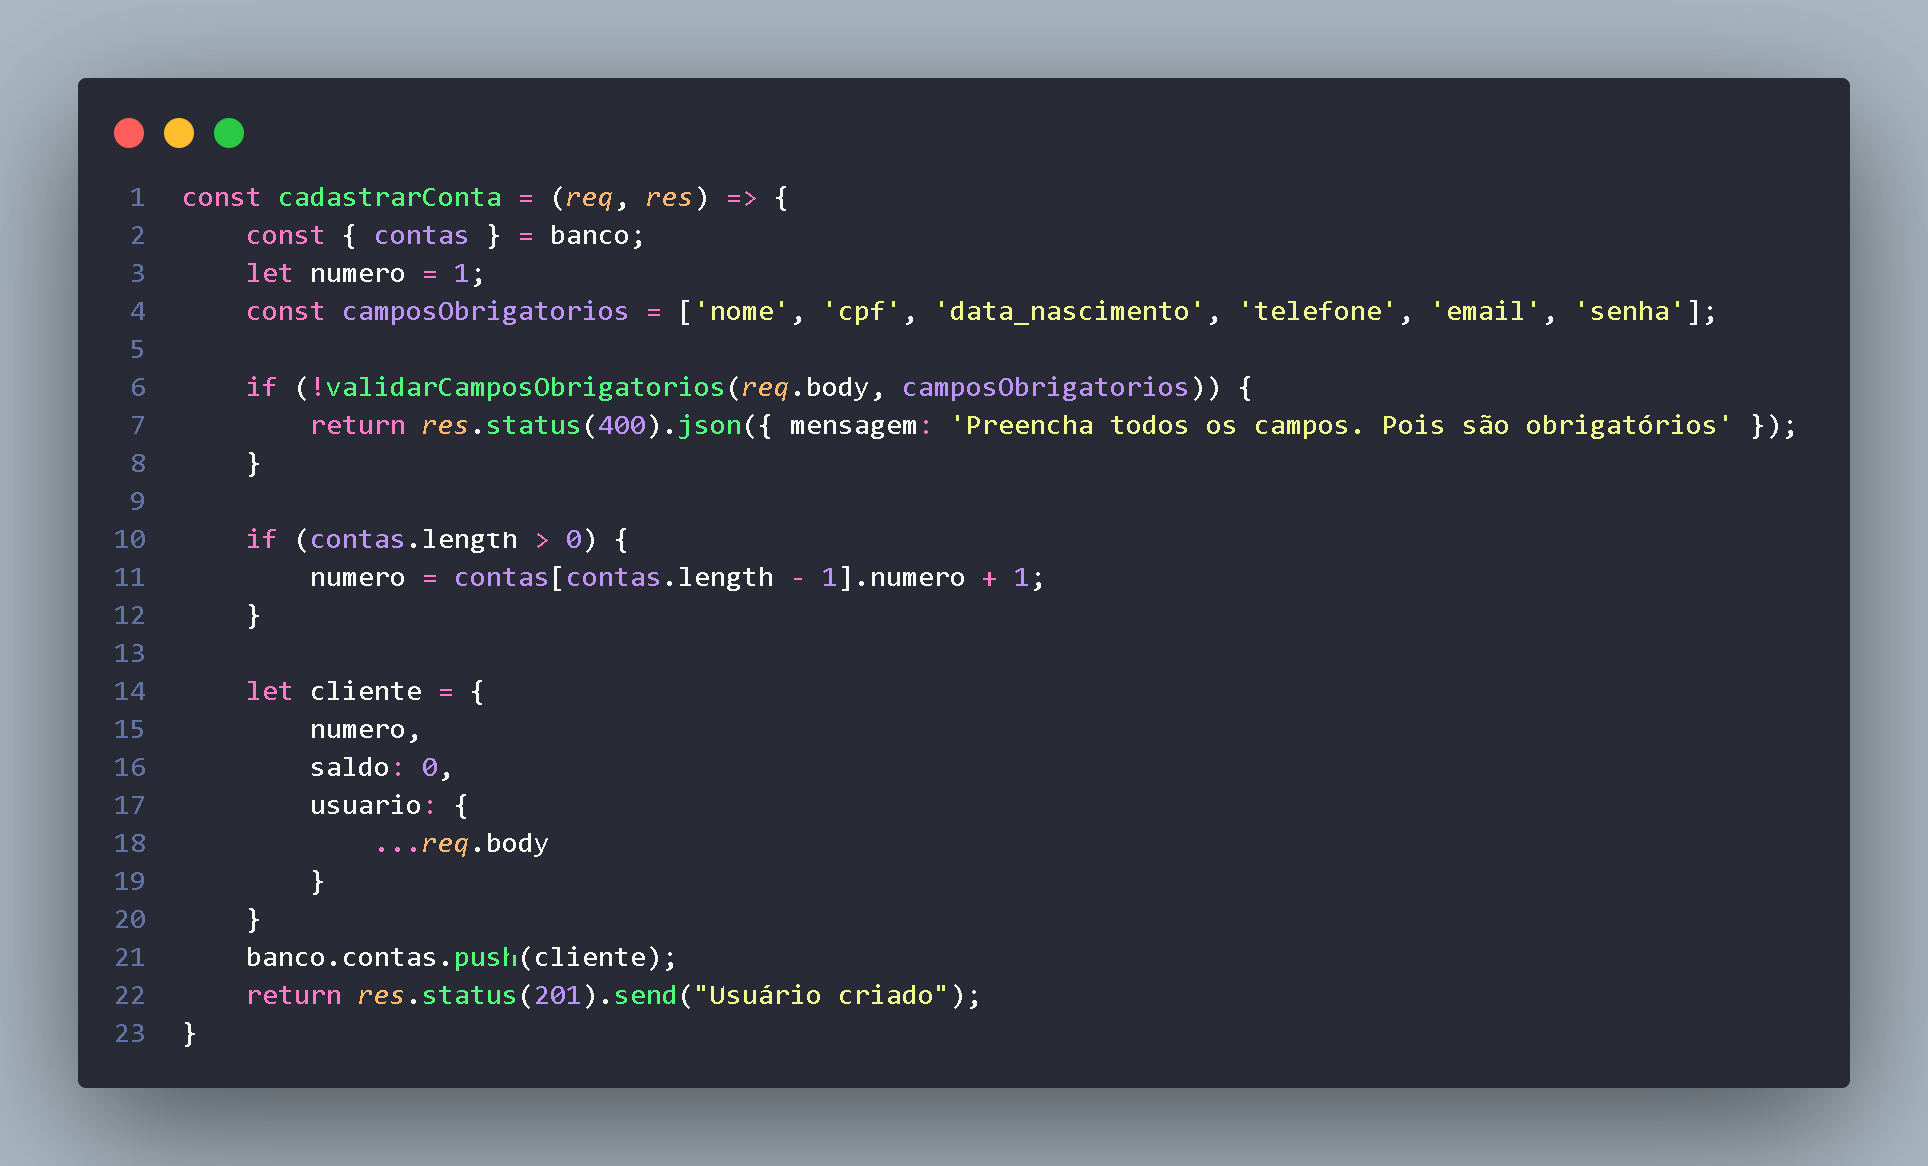 1 const cadastrarConta = (req, res) => {
2     const { contas } = banco;
3     let numero = 1;
4     const camposObrigatorios = ['nome', 'cpf', 'data_nascimento', 'telefone', 'email', 'senha'];
5
6     if (!validarCamposObrigatorios(req.body, camposObrigatorios)) {
7         return res.status(400).json({ mensagem: 'Preencha todos os campos. Pois são obrigatórios' });
8     }
9
10     if (contas.length > 0) {
11         numero = contas[contas.length - 1].numero + 1;
12     }
13
14     let cliente = {
15         numero,
16         saldo: 0,
17         usuario: {
18             ...req.body
19         }
20     }
21     banco.contas.push(cliente);
22     return res.status(201).send("Usuário criado");
23 }